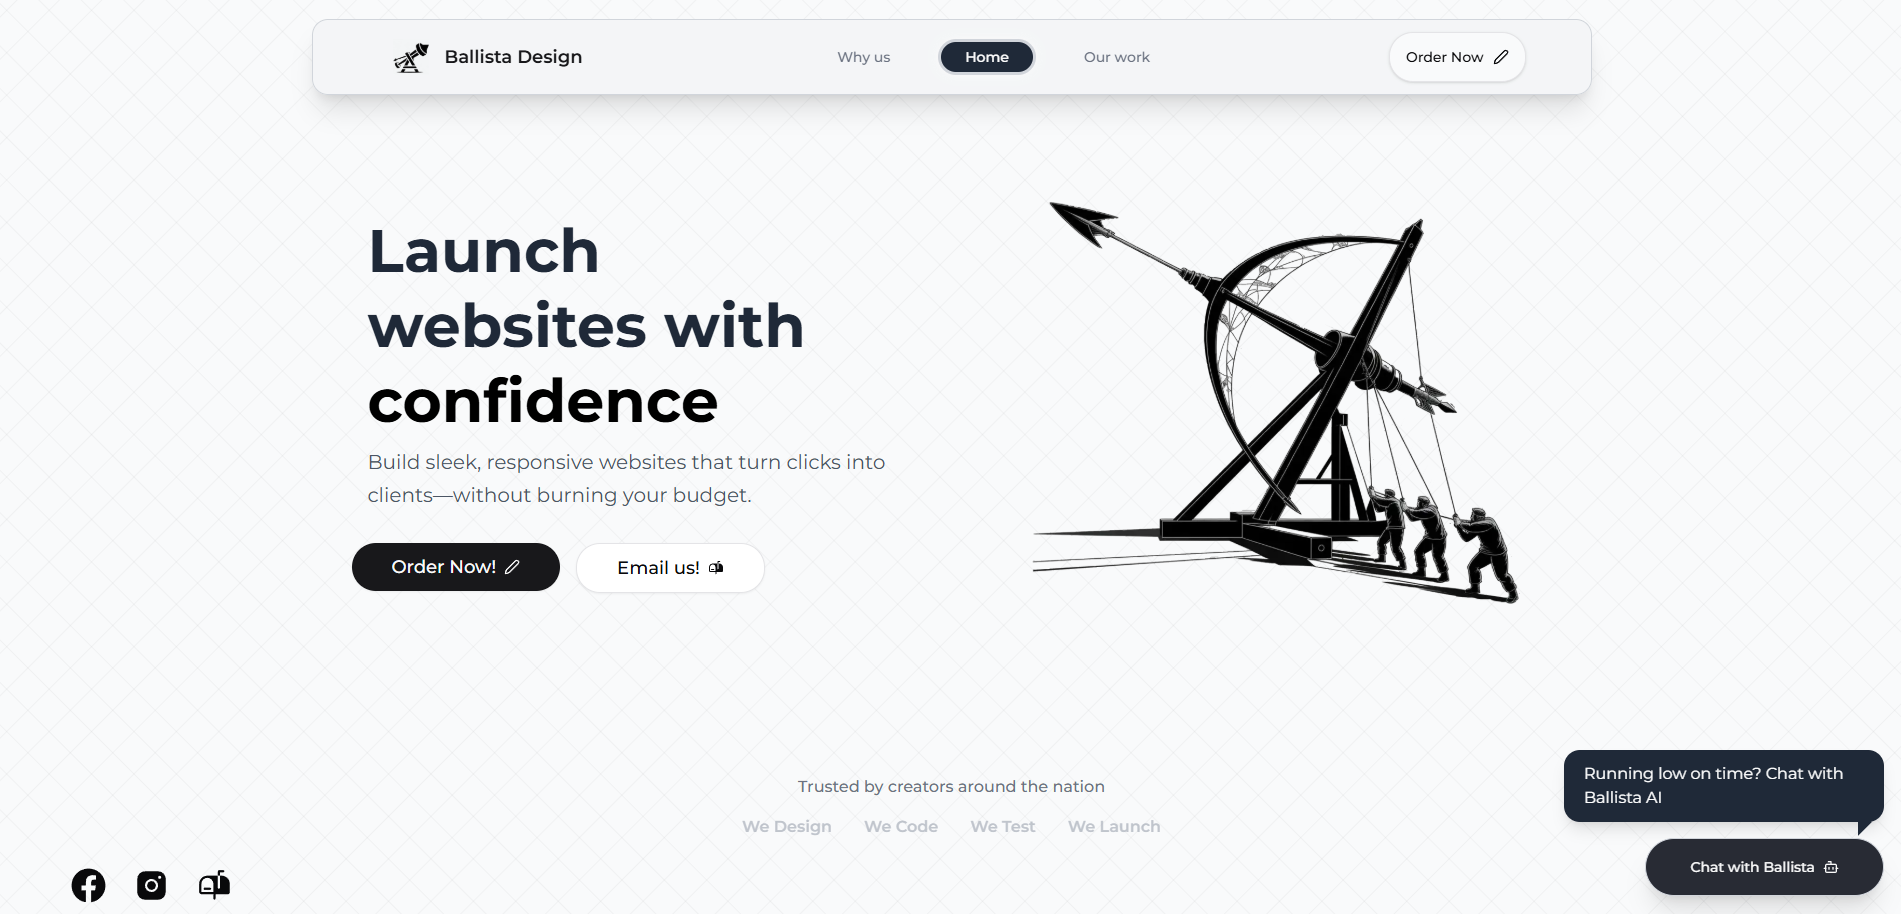 Ballista Design
Why us
Home
Our work
Order Now
Launch
websites with
confidence
Build sleek, responsive websites that turn clicks into
clients—without burning your budget.
Order Now!
Email us!
Trusted by creators around the nation
We Design We Code We Test We Launch
Running low on time? Chat with
Ballista AI
Chat with Ballista